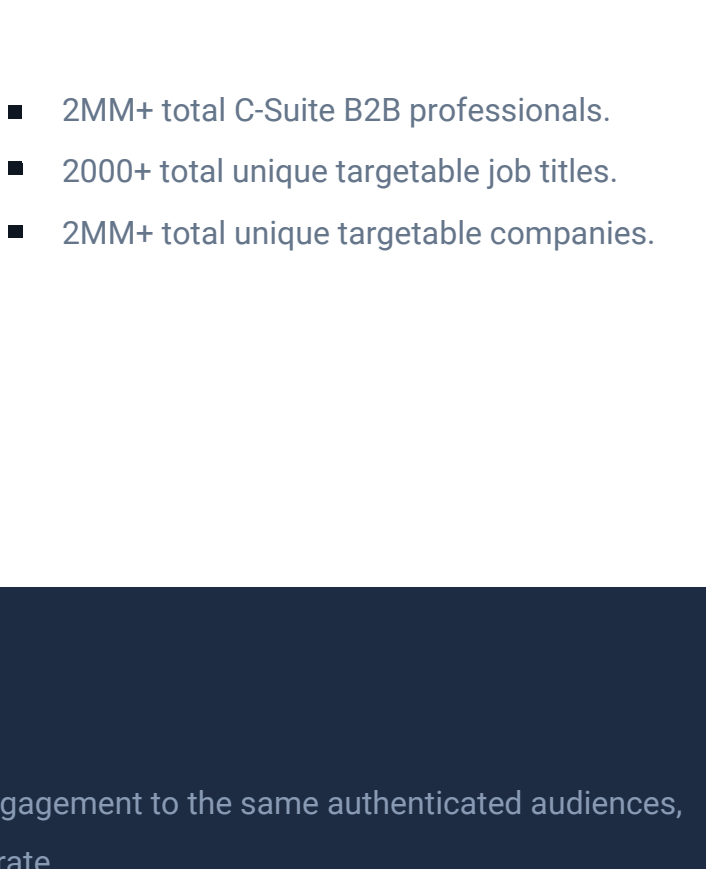 2MM+ total C-Suite B2B professionals.
2000+ total unique targetable job titles.
2MM+ total unique targetable companies.
gagement to the same authenticated audiences,
rate